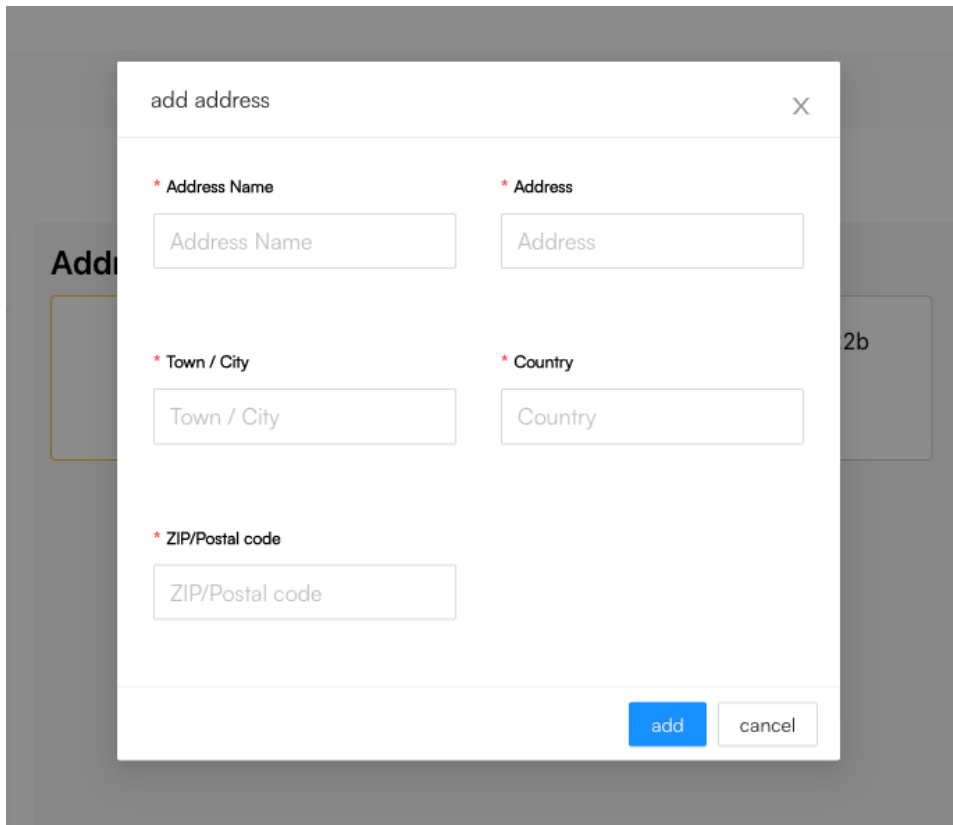 add address
X
* Address Name
* Address
Address Name
Address
Addr
* Town / City
* Country
2b
Town / City
Country
* ZIP/Postal code
ZIP/Postal code
add
cancel